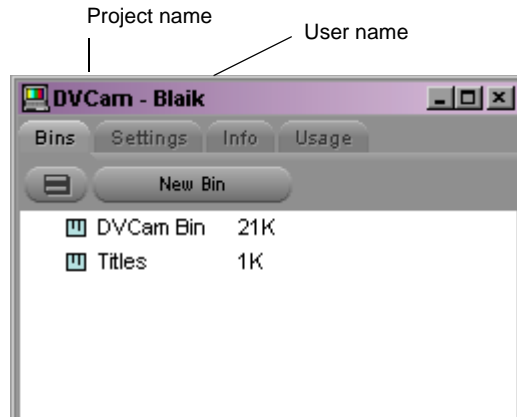 Project name
User name
DVCam - Blaik
Bins Settings Info Usage
New Bin
DVCam Bin 21K
Titles 1K